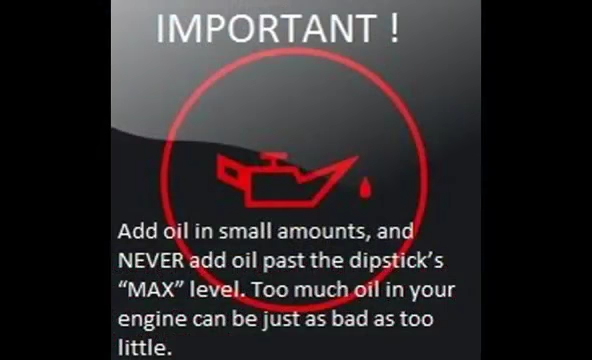 IMPORTANT !
Add oil in small amounts, and
NEVER add oil past the dipstick's
“MAX” level. Too much oil in your
engine can be just as bad as too
little.